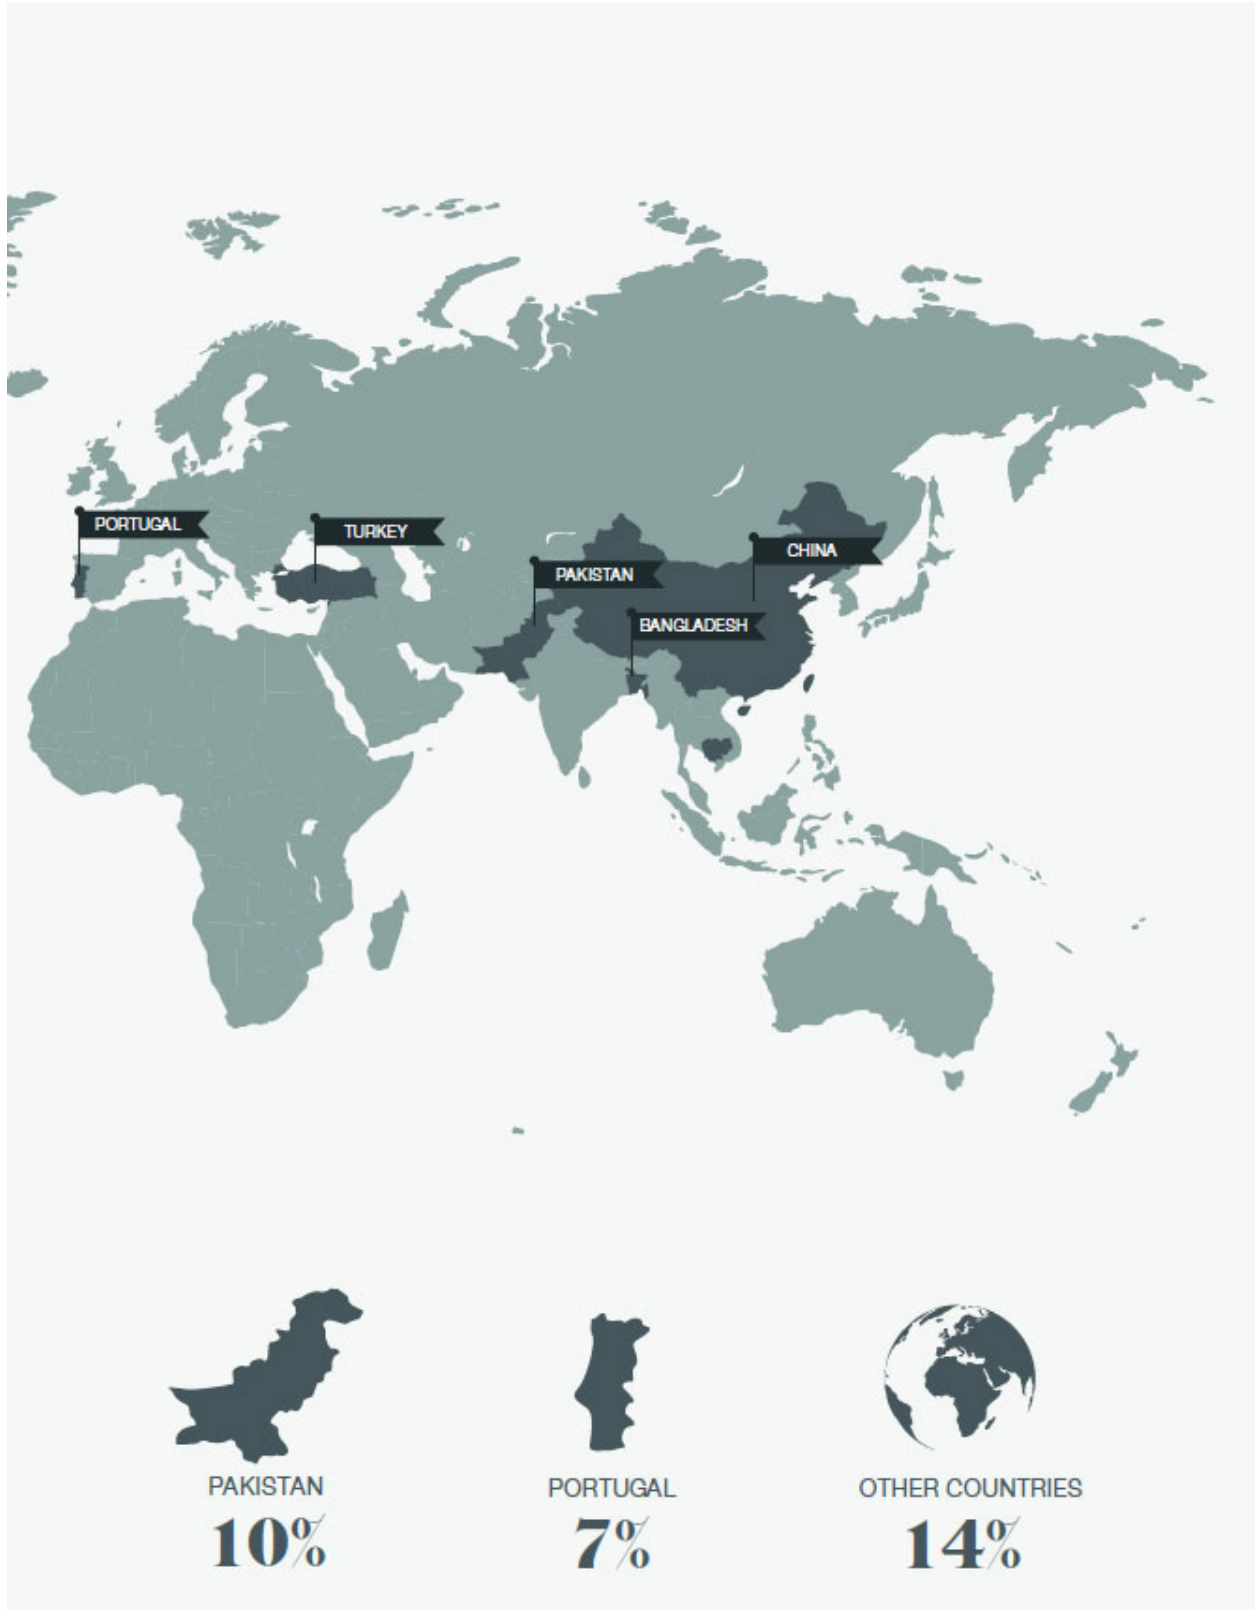 PORTUGAL
TURKEY
CHINA
PAKISTAN
BANGLADESH
PAKISTAN
10%
PORTUGAL
7%
OTHER COUNTRIES
14%